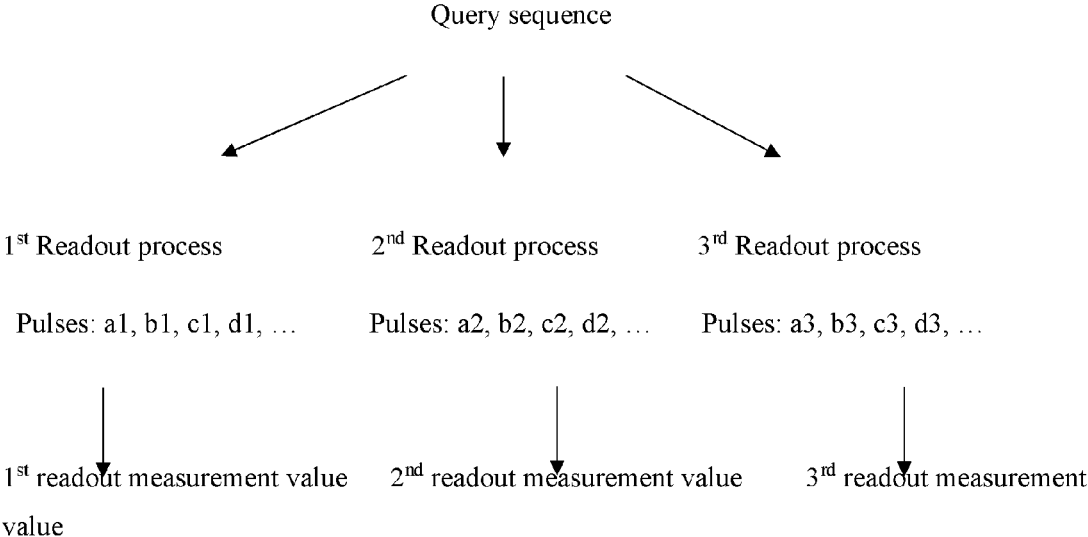 Query sequence
1st Readout process 2nd Readout process 3rd Readout process
Pulses: a1, b1, c1, d1, … Pulses: a2, b2, c2, d2, … Pulses: a3, b3, c3, d3, …
1st readout measurement value 2nd readout measurement value 3rd readout measurement
value